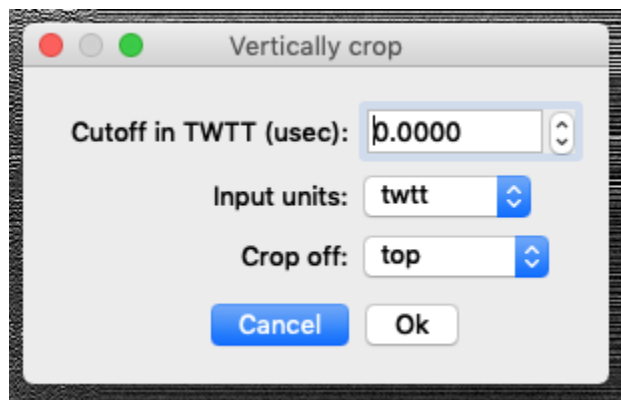 Vertically crop
Cutoff in TWTT (usec): 0.0000
Input units: twtt
Crop off: top
Cancel Ok